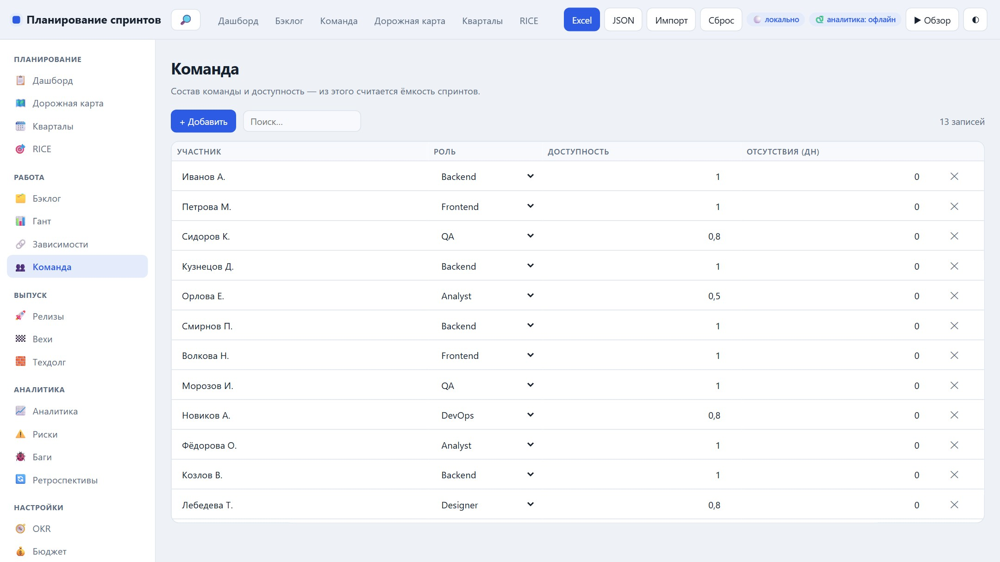 Планирование спринтов
Дашборд Бэклог Команда Дорожная карта Кварталы RICE
Excel JSON Импорт Сброс локально аналитика: офлайн ▶ Обзор
ПЛАНИРОВАНИЕ
Дашборд
Дорожная карта
Кварталы
RICE
РАБОТА
Бэклог
Гант
Зависимости
Команда
ВЫПУСК
Релизы
Вехи
Техдолг
АНАЛИТИКА
Аналитика
Риски
Баги
Ретроспективы
НАСТРОЙКИ
OKR
Бюджет
Команда
Состав команды и доступность — из этого считается ёмкость спринтов.
+ Добавить Поиск... 13 записей
УЧАСТНИК РОЛЬ ДОСТУПНОСТЬ ОТСУТСТВИЯ (ДН)
Иванов А. Backend 1 0
Петрова М. Frontend 1 0
Сидоров К. QA 0,8 0
Кузнецов Д. Backend 1 0
Орлова Е. Analyst 0,5 0
Смирнов П. Backend 1 0
Волкова Н. Frontend 1 0
Морозов И. QA 1 0
Новиков А. DevOps 0,8 0
Фёдорова О. Analyst 1 0
Козлов В. Backend 1 0
Лебедева Т. Designer 0,8 0